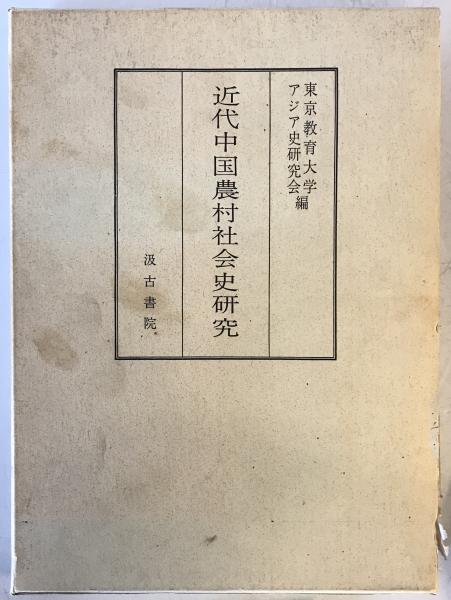 東京教育大学
アジア史研究会編
近代中国農村社会史研究
汲古書院